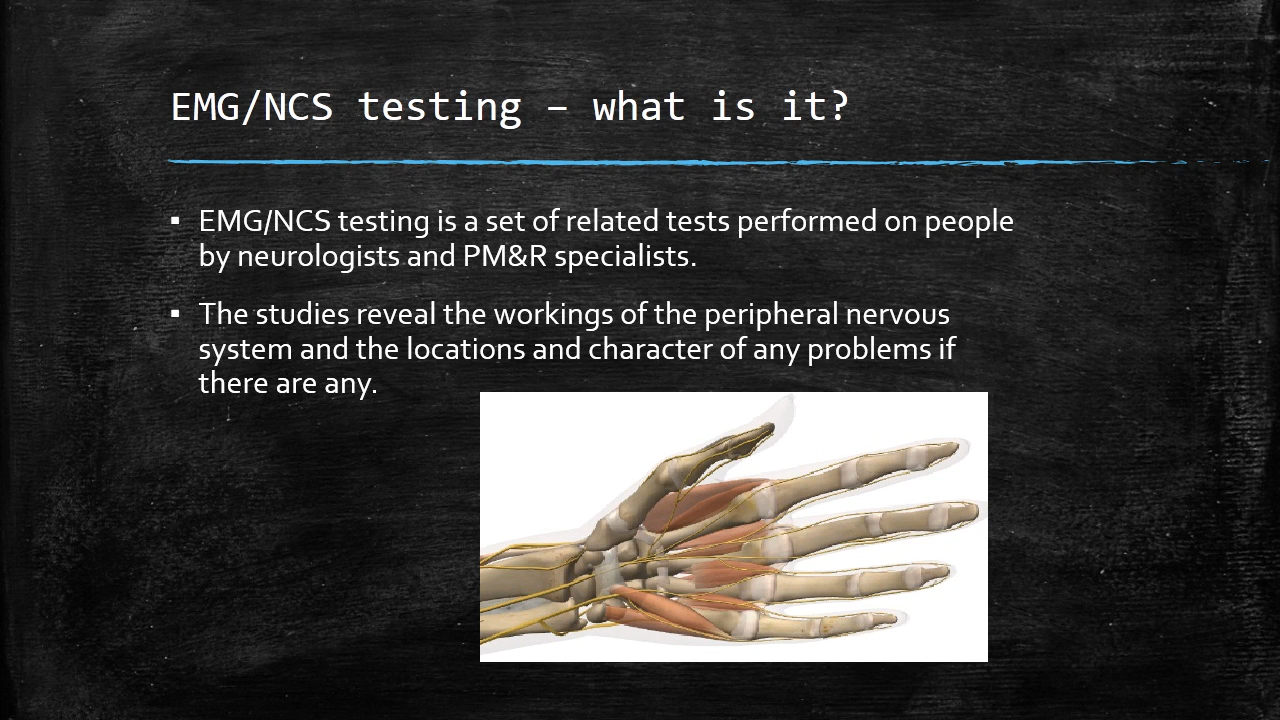 EMG/NCS testing – what is it?
▪ EMG/NCS testing is a set of related tests performed on people
by neurologists and PM&R specialists.
▪ The studies reveal the workings of the peripheral nervous
system and the locations and character of any problems if
there are any.